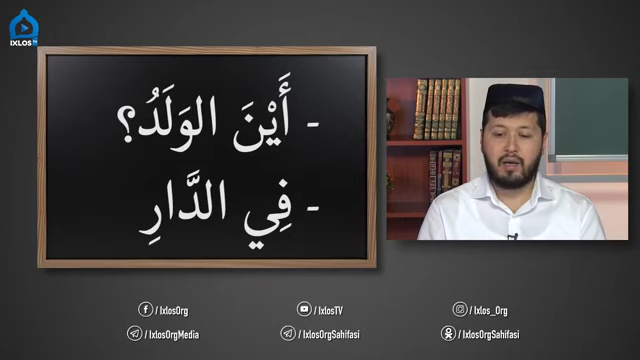 IXLOS TV
- أَيْنَ الوَلَدُ؟
- فِي الدَّارِ
/ IxlosOrg
/ IxlosTV
/ Ixlos_Org
/ IxlosOrgMedia
/ IxlosOrgSahifasi
/ IxlosOrgSahifasi